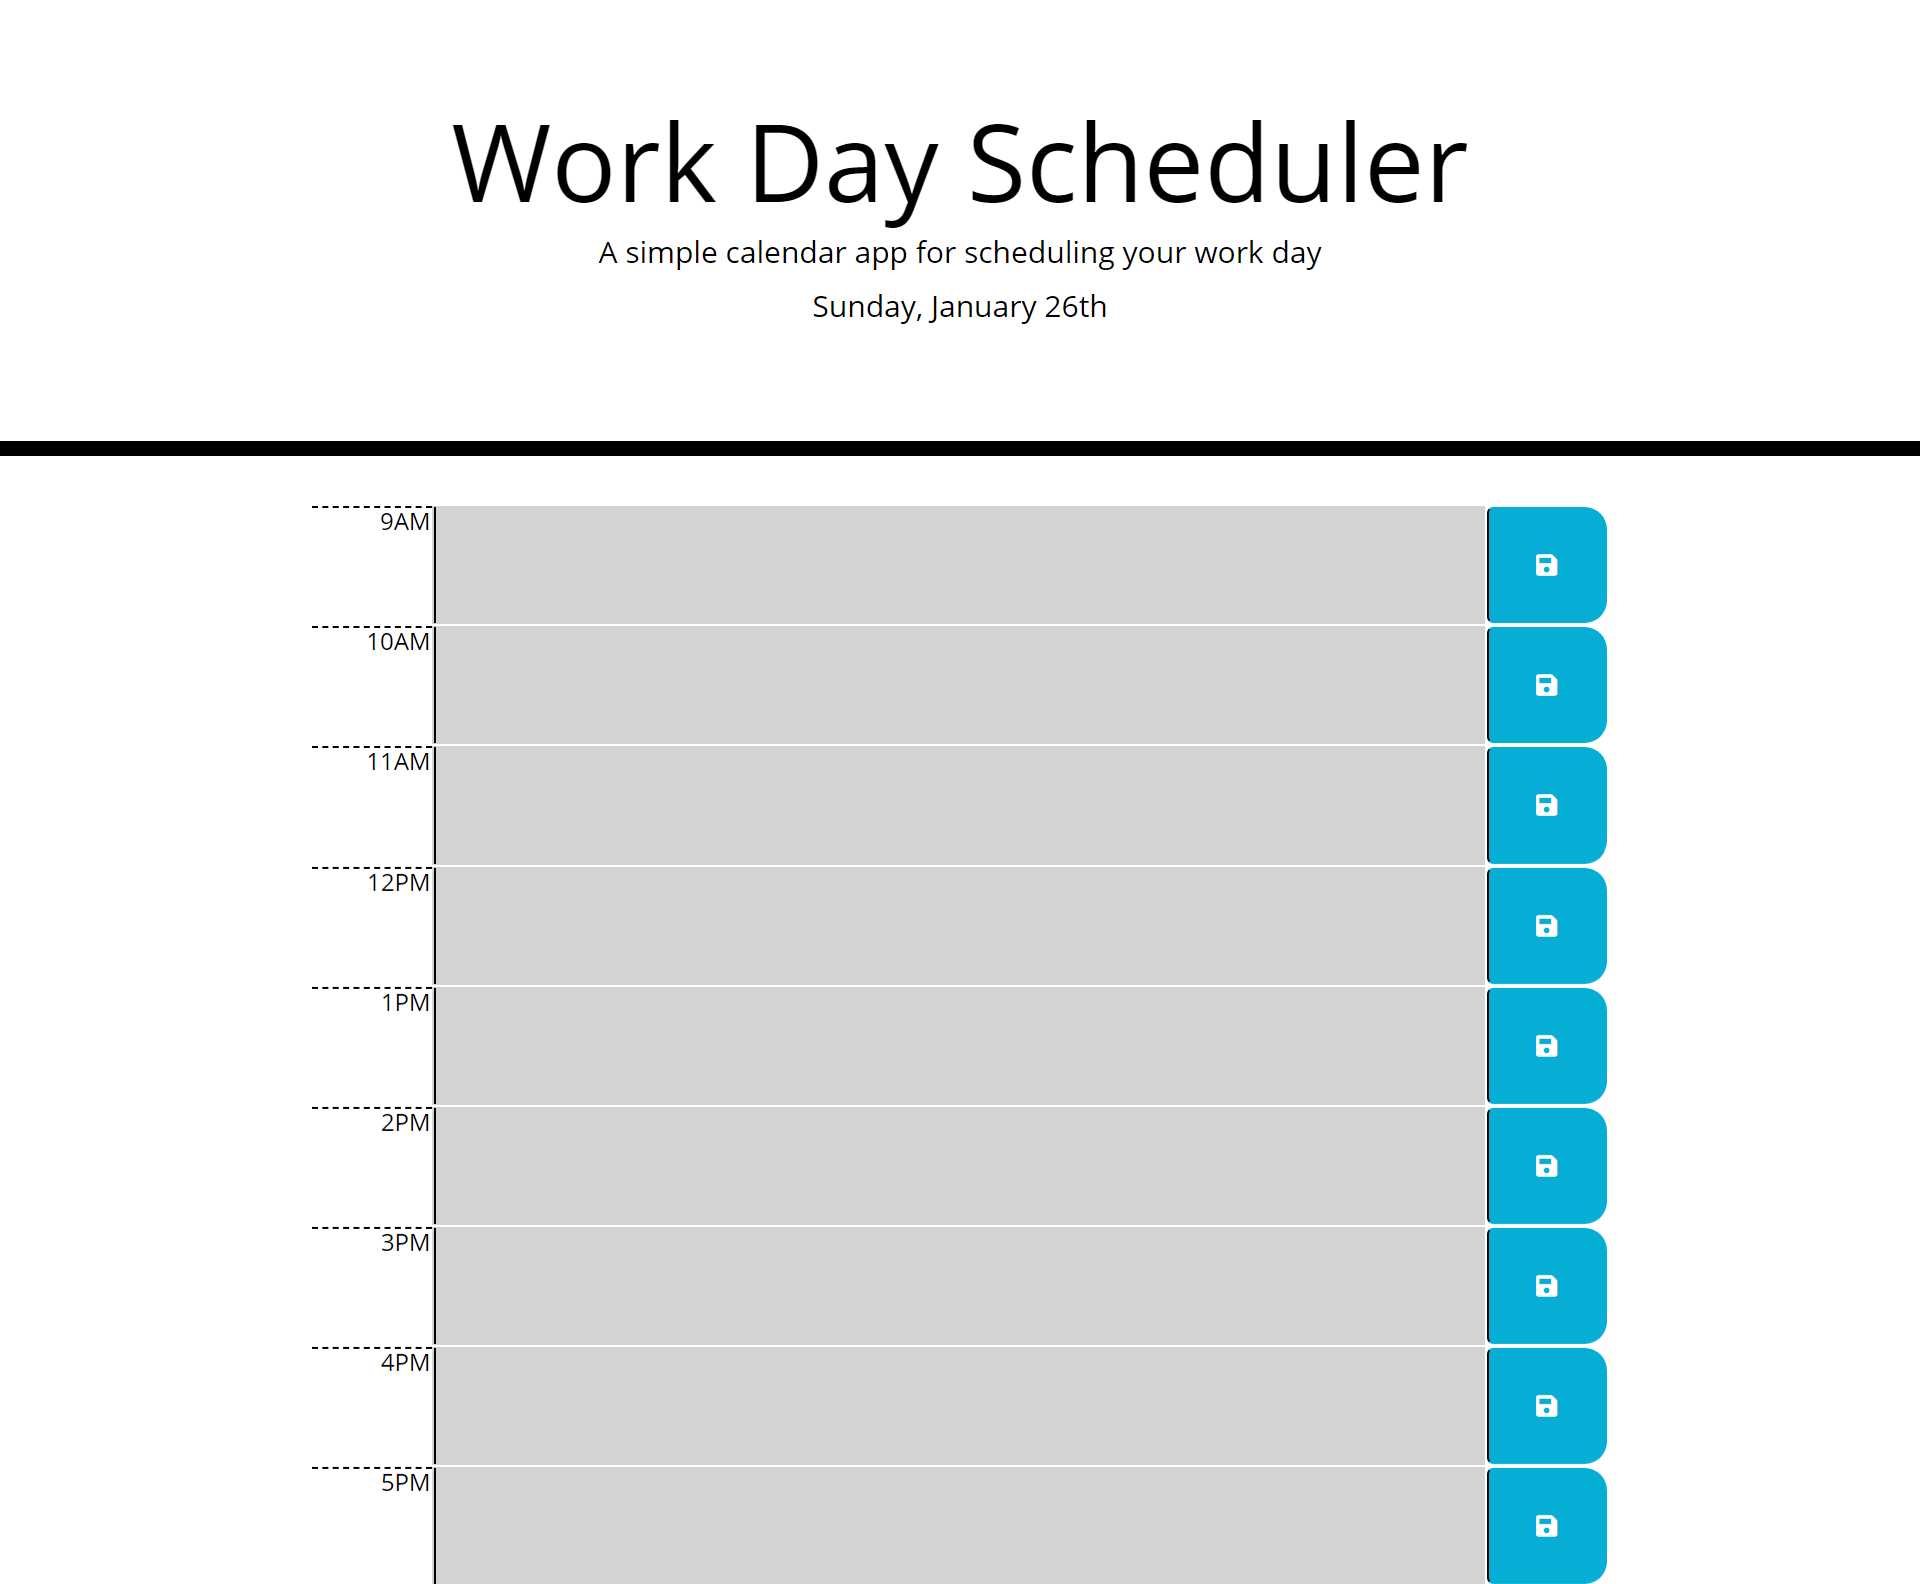 Work Day Scheduler
A simple calendar app for scheduling your work day
Sunday, January 26th
9AM
10AM
11AM
12PM
1PM
2PM
3PM
4PM
5PM